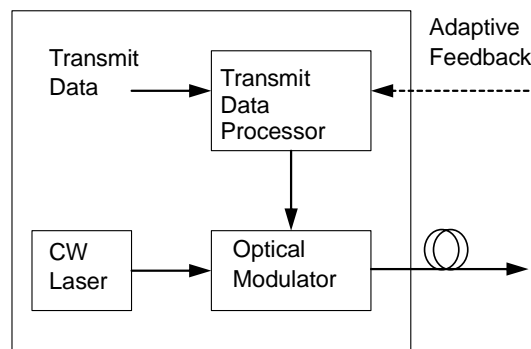 Adaptive
Feedback
Transmit
Data
Transmit
Data
Processor
CW
Laser
Optical
Modulator